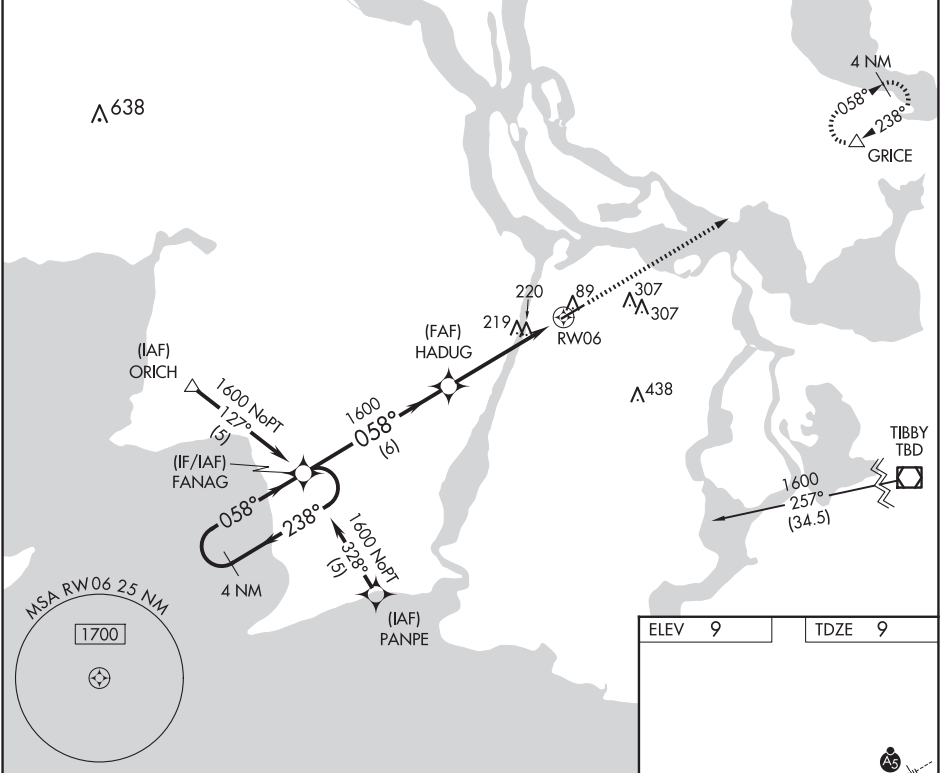 4 NM
058°
238°
GRICE
638
220
89
307
307
219
RW06
(FAF)
HADUG
(IAF)
ORICH
1600 NoPT
127°
(5)
1600
058°
(6)
438
(IF/IAF)
FANAG
TIBBY
TBD
1600
257°
(34.5)
058°
238°
4 NM
1600 NoPT
328°
(5)
(IAF)
PANPE
MSA RW06 25 NM
1700
ELEV 9
TDZE 9
A5